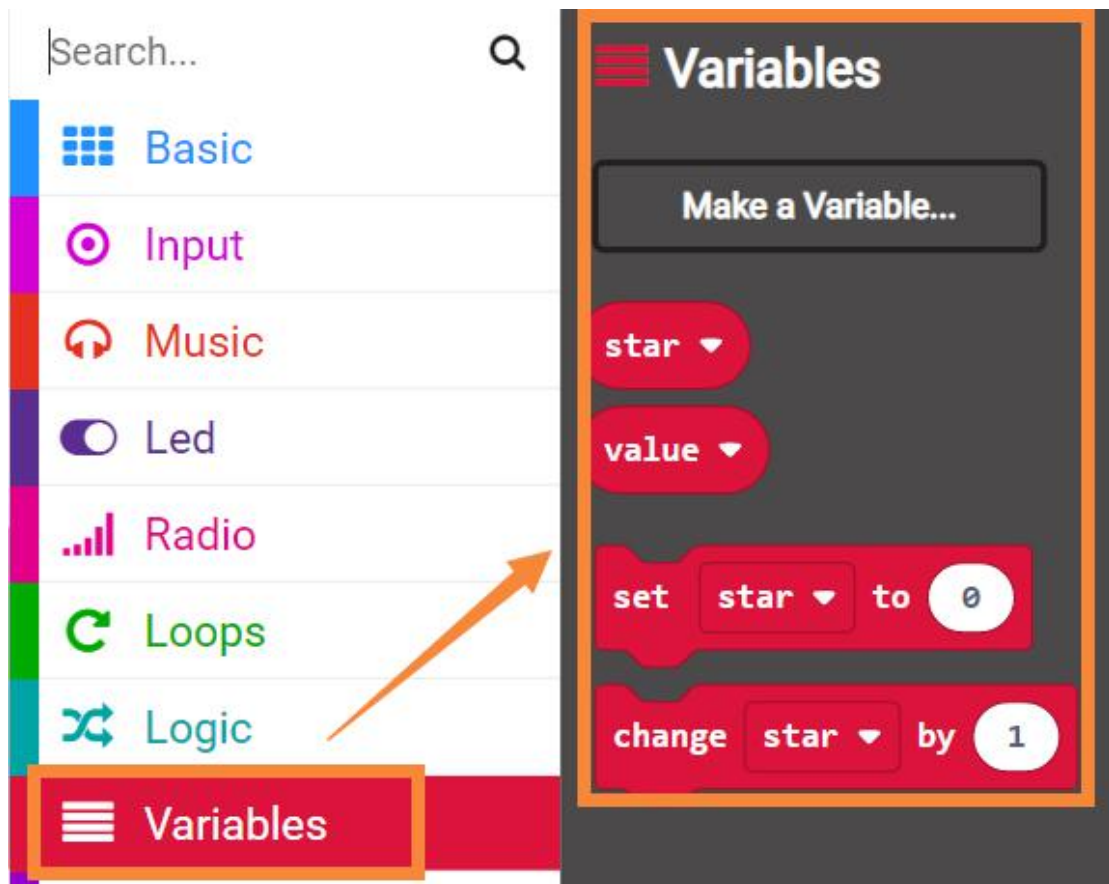 Search...
Basic
Input
Music
Led
Radio
Loops
Logic
Variables
Variables
Make a Variable...
star
value
set star to 0
change star by 1